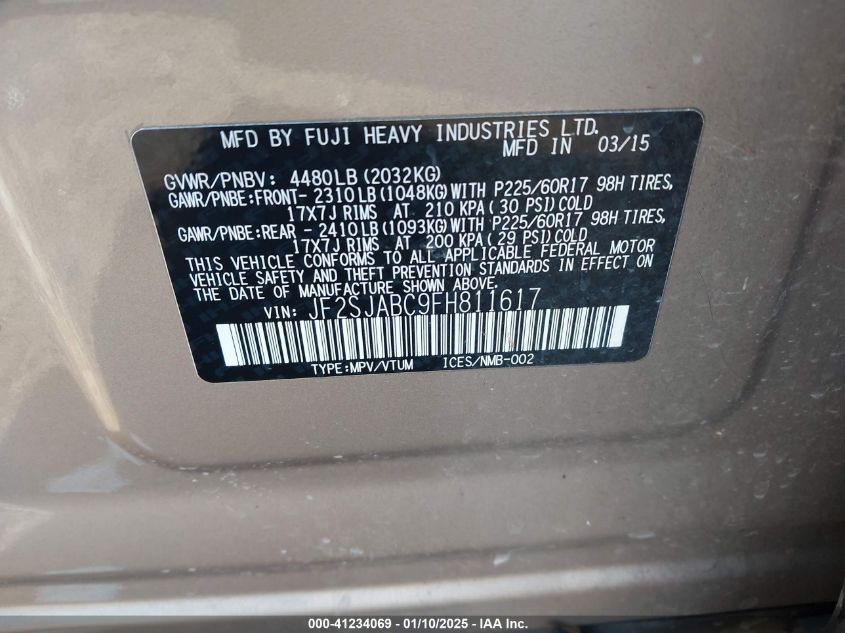 MFD BY FUJI HEAVY INDUSTRIES LTD.
MFD IN 03/15
GVWR/PNBV: 4480LB(2032KG)
GAWR/PNBE:FRONT- 2310LB(1048KG)WITH P225/60R17 98H TIRES,
17X7J RIMS AT 210 KPA( 30 PSI)COLD
GAWR/PNBE:REAR - 2410LB(1093KG)WITH P225/60R17 98H TIRES,
17X7J RIMS AT 200 KPA( 29 PSI)COLD
THIS VEHICLE CONFORMS TO ALL APPLICABLE FEDERAL MOTOR
VEHICLE SAFETY AND THEFT PREVENTION STANDARDS IN EFFECT ON
THE DATE OF MANUFACTURE SHOWN ABOVE.
VIN: JF2SJABC9FH811617
TYPE:MPV/VTUM ICES/NMB-002
000-41234069 - 01/10/2025 - IAA Inc.